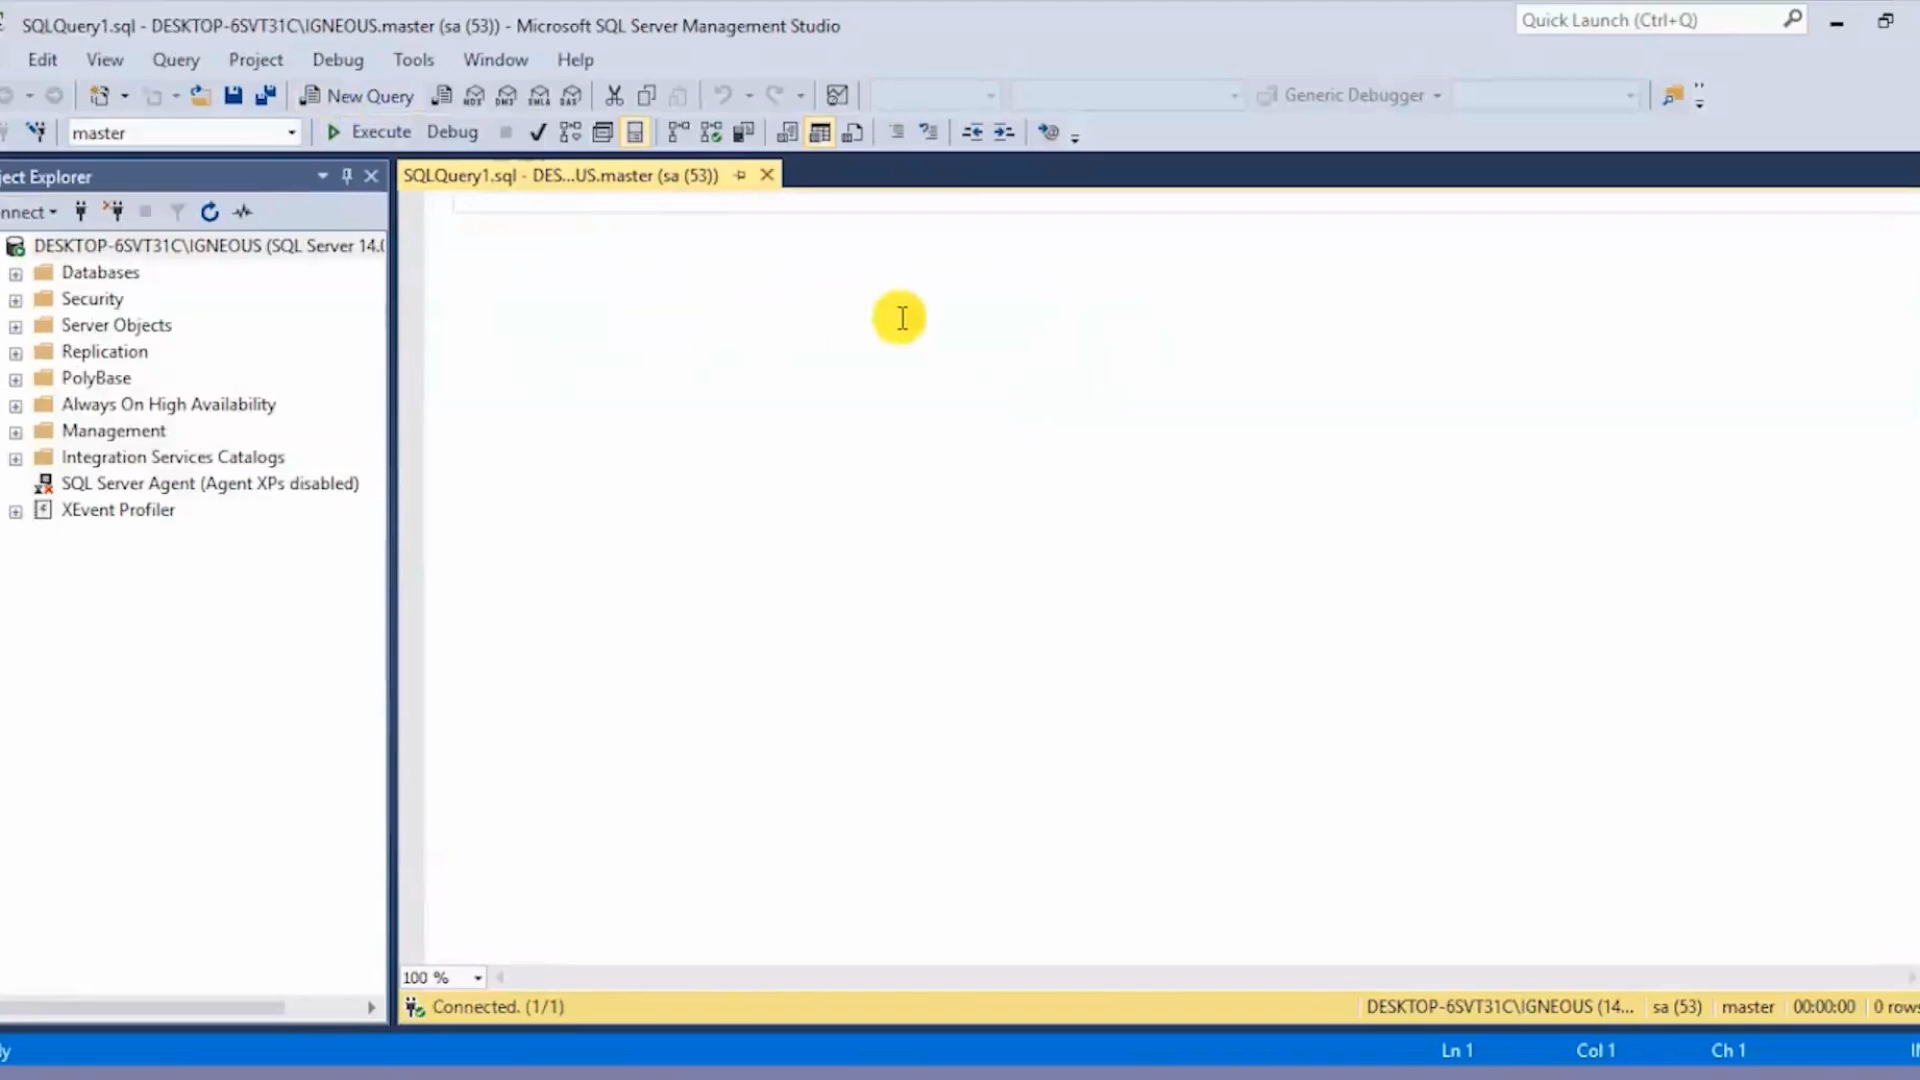 SQLQuery1.sql - DESKTOP-6SVT31C\IGNEOUS.master (sa (53)) - Microsoft SQL Server Management Studio
Quick Launch (Ctrl+Q)
Edit View Query Project Debug Tools Window Help
New Query
Generic Debugger
master
Execute Debug
ject Explorer
SQLQuery1.sql - DES...US.master (sa (53))
nnect
DESKTOP-6SVT31C\IGNEOUS (SQL Server 14.0
Databases
Security
Server Objects
Replication
PolyBase
Always On High Availability
Management
Integration Services Catalogs
SQL Server Agent (Agent XPs disabled)
XEvent Profiler
100 %
Connected. (1/1)
DESKTOP-6SVT31C\IGNEOUS (14... sa (53) master 00:00:00 0 rows
dy
Ln 1 Col 1 Ch 1